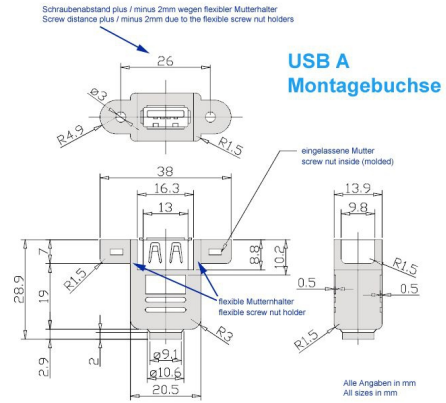 Schraubenabstand plus / minus 2mm wegen flexibler Mutterhalter
Screw distance plus / minus 2mm due to the flexible screw nut holders
USB A
Montagebuchse
26
ø3
R4.9
R1.5
eingelassene Mutter
screw nut inside (molded)
38
16.3
13
13.9
9.8
7
8.8
10.2
R1.5
R1.5
28.9
19
0.5
0.5
flexible Mutternhalter
flexible screw nut holder
R3
R1.5
2.9
2
ø9.1
ø10.6
20.5
Alle Angaben in mm
All sizes in mm